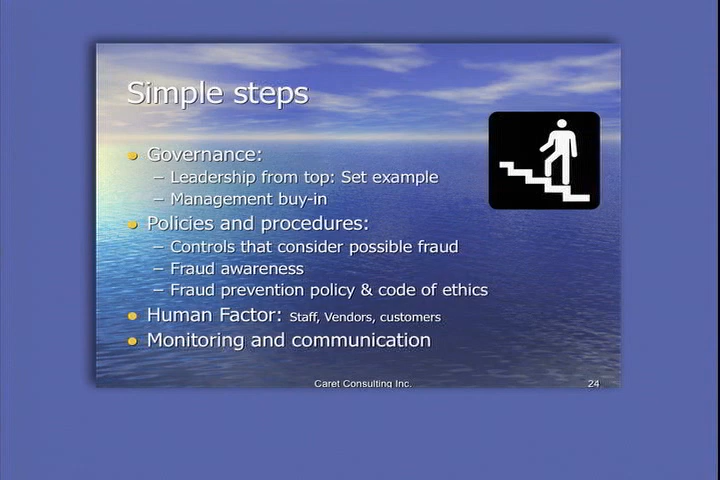 Simple steps
• Governance:
– Leadership from top: Set example
– Management buy-in
• Policies and procedures:
– Controls that consider possible fraud
– Fraud awareness
– Fraud prevention policy & code of ethics
• Human Factor: Staff, Vendors, customers
• Monitoring and communication
Caret Consulting Inc. 24